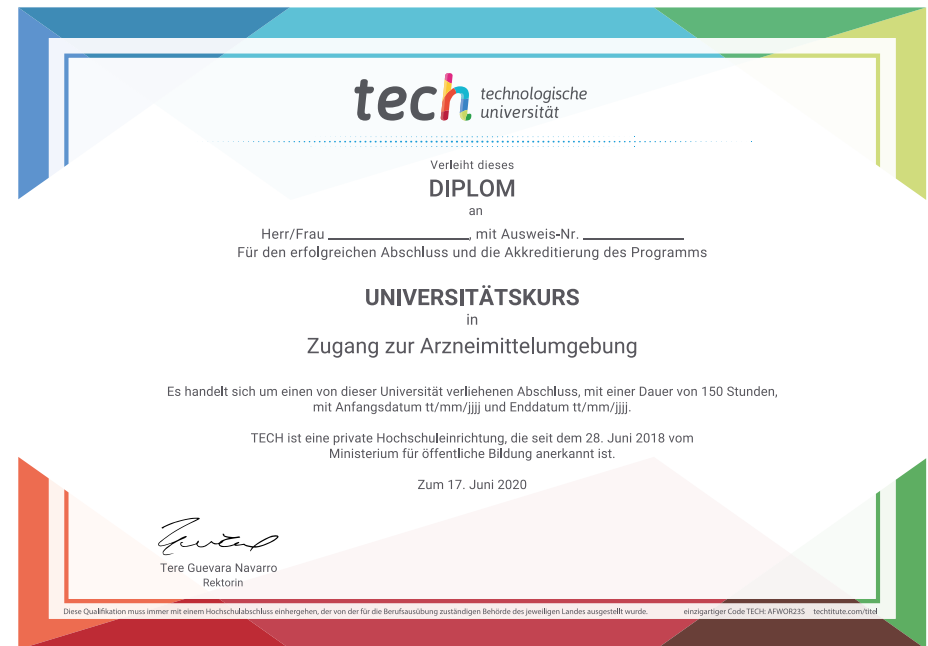 tech technologische
universität
Verleiht dieses
DIPLOM
an
Herr/Frau ________________, mit Ausweis-Nr. ____________
Für den erfolgreichen Abschluss und die Akkreditierung des Programms
UNIVERSITÄTSKURS
in
Zugang zur Arzneimittelumgebung
Es handelt sich um einen von dieser Universität verliehenen Abschluss, mit einer Dauer von 150 Stunden,
mit Anfangsdatum tt/mm/jjjj und Enddatum tt/mm/jjjj.
TECH ist eine private Hochschuleinrichtung, die seit dem 28. Juni 2018 vom
Ministerium für öffentliche Bildung anerkannt ist.
Zum 17. Juni 2020
Tere Guevara Navarro
Rektorin
Diese Qualifikation muss immer mit einem Hochschulabschluss einhergehen, der von der für die Berufsausübung zuständigen Behörde des jeweiligen Landes ausgestellt wurde. einzigartiger Code TECH: AFWOR23S techtitute.com/titel